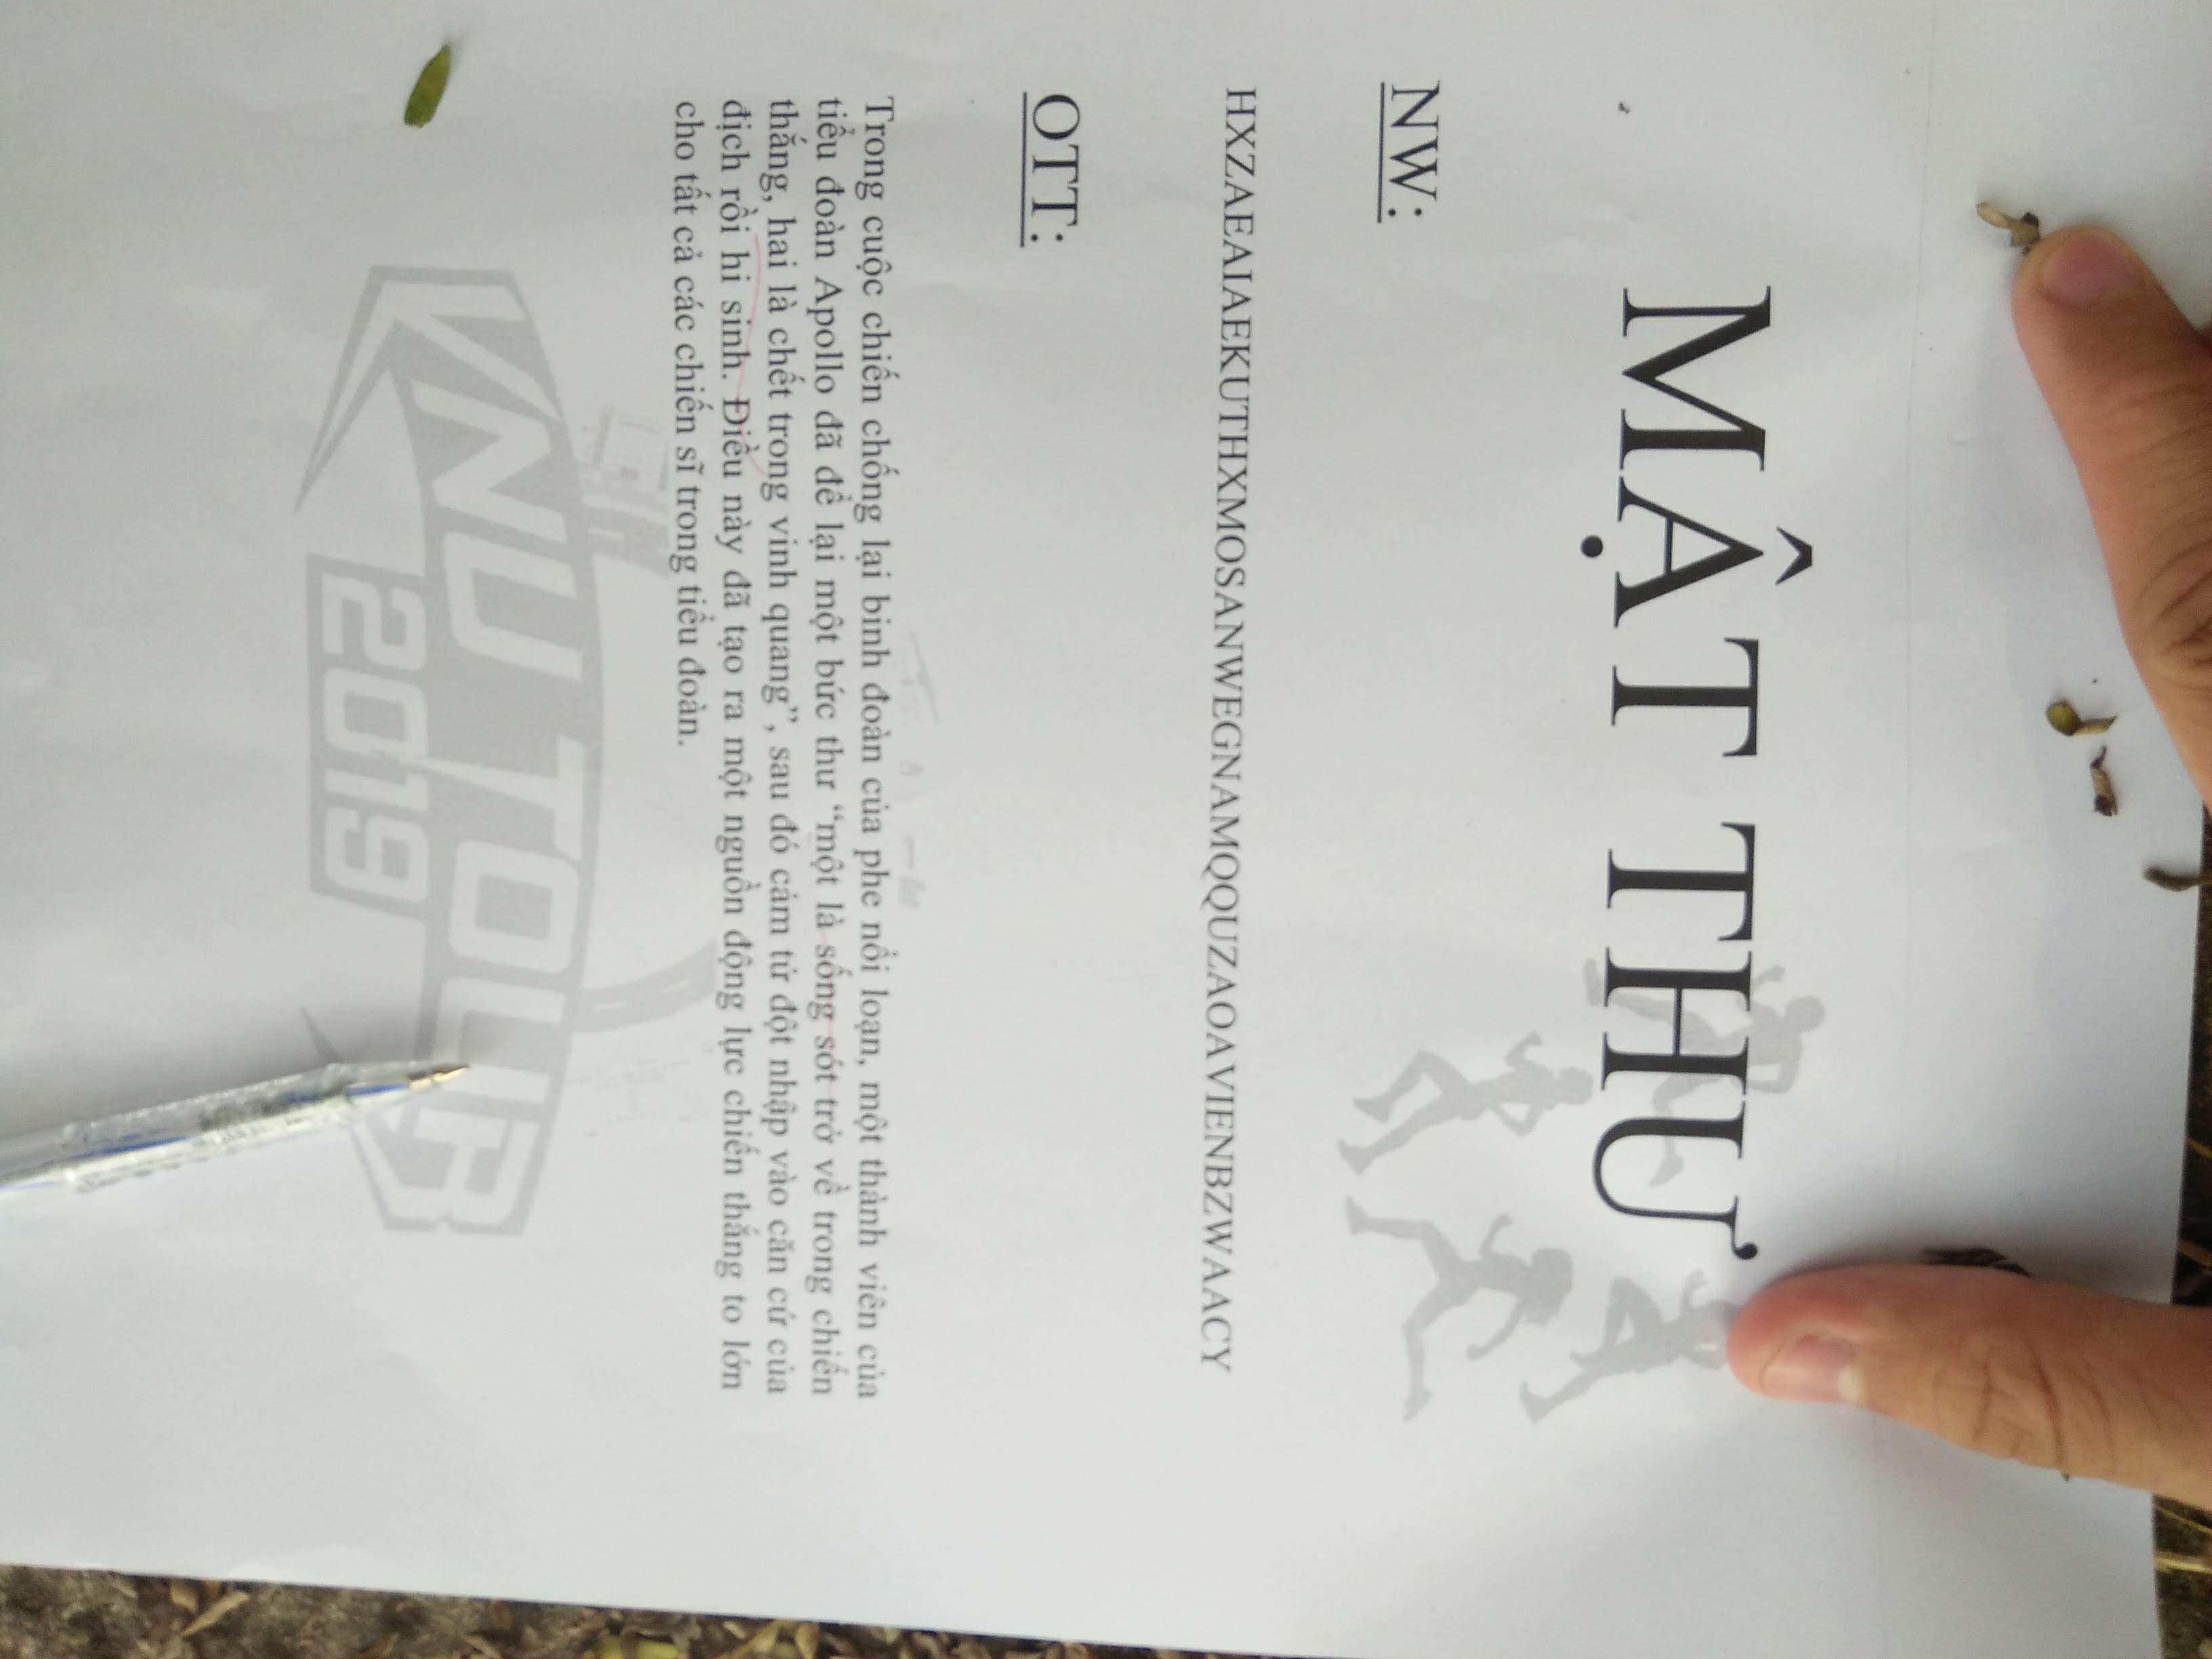 MẬT THƯ
NW:
HXZAEAIAEKUTHXMOSANWEGNAMQQUZAOAVIENBZWAACY
OTT:
Trong cuộc chiến chống lại binh đoàn của phe nổi loạn, một thành viên của
tiểu đoàn Apollo đã để lại một bức thư “một là sống sót trở về trong chiến
thắng, hai là chết trong vinh quang”, sau đó cảm tử đột nhập vào căn cứ của
địch rồi hi sinh. Điều này đã tạo ra một nguồn động lực chiến thắng to lớn
cho tất cả các chiến sĩ trong tiểu đoàn.
VNU TOUR
2019